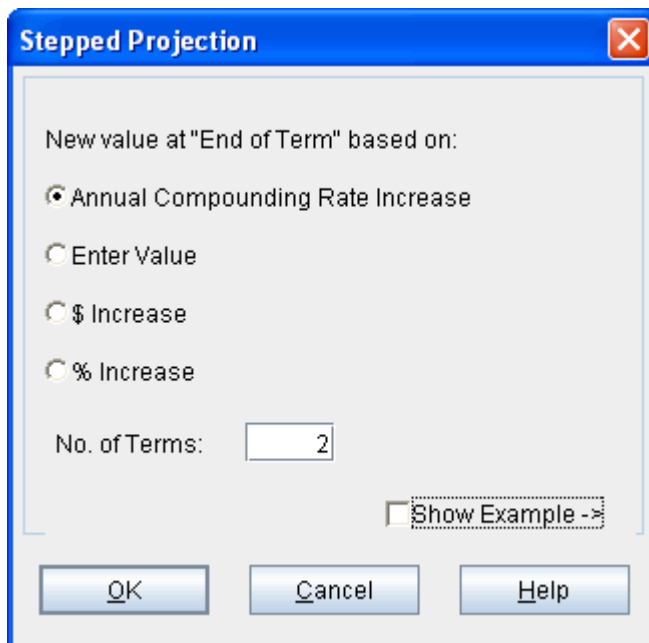 Stepped Projection
New value at "End of Term" based on:
Annual Compounding Rate Increase
Enter Value
$ Increase
% Increase
No. of Terms: 2
Show Example ->
OK Cancel Help